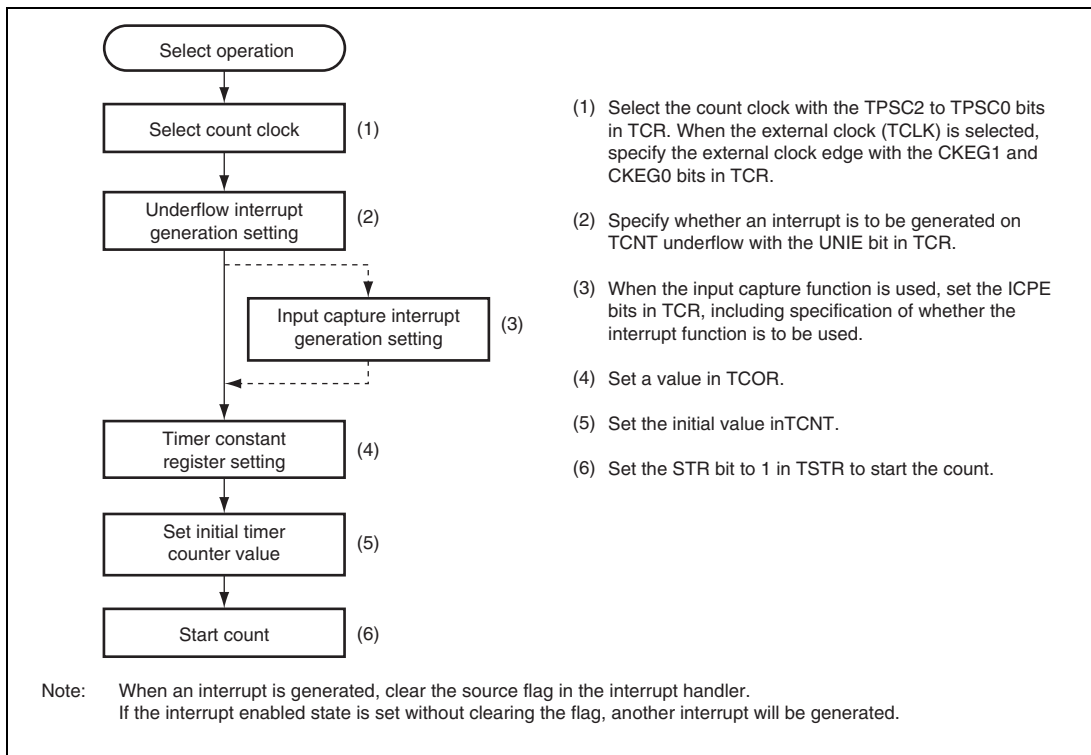 Select operation
Select count clock
(1)
Underflow interrupt
generation setting
(2)
Input capture interrupt
generation setting
(3)
Timer constant
register setting
(4)
Set initial timer
counter value
(5)
Start count
(6)
(1) Select the count clock with the TPSC2 to TPSC0 bits
in TCR. When the external clock (TCLK) is selected,
specify the external clock edge with the CKEG1 and
CKEG0 bits in TCR.
(2) Specify whether an interrupt is to be generated on
TCNT underflow with the UNIE bit in TCR.
(3) When the input capture function is used, set the ICPE
bits in TCR, including specification of whether the
interrupt function is to be used.
(4) Set a value in TCOR.
(5) Set the initial value inTCNT.
(6) Set the STR bit to 1 in TSTR to start the count.
Note: When an interrupt is generated, clear the source flag in the interrupt handler.
If the interrupt enabled state is set without clearing the flag, another interrupt will be generated.